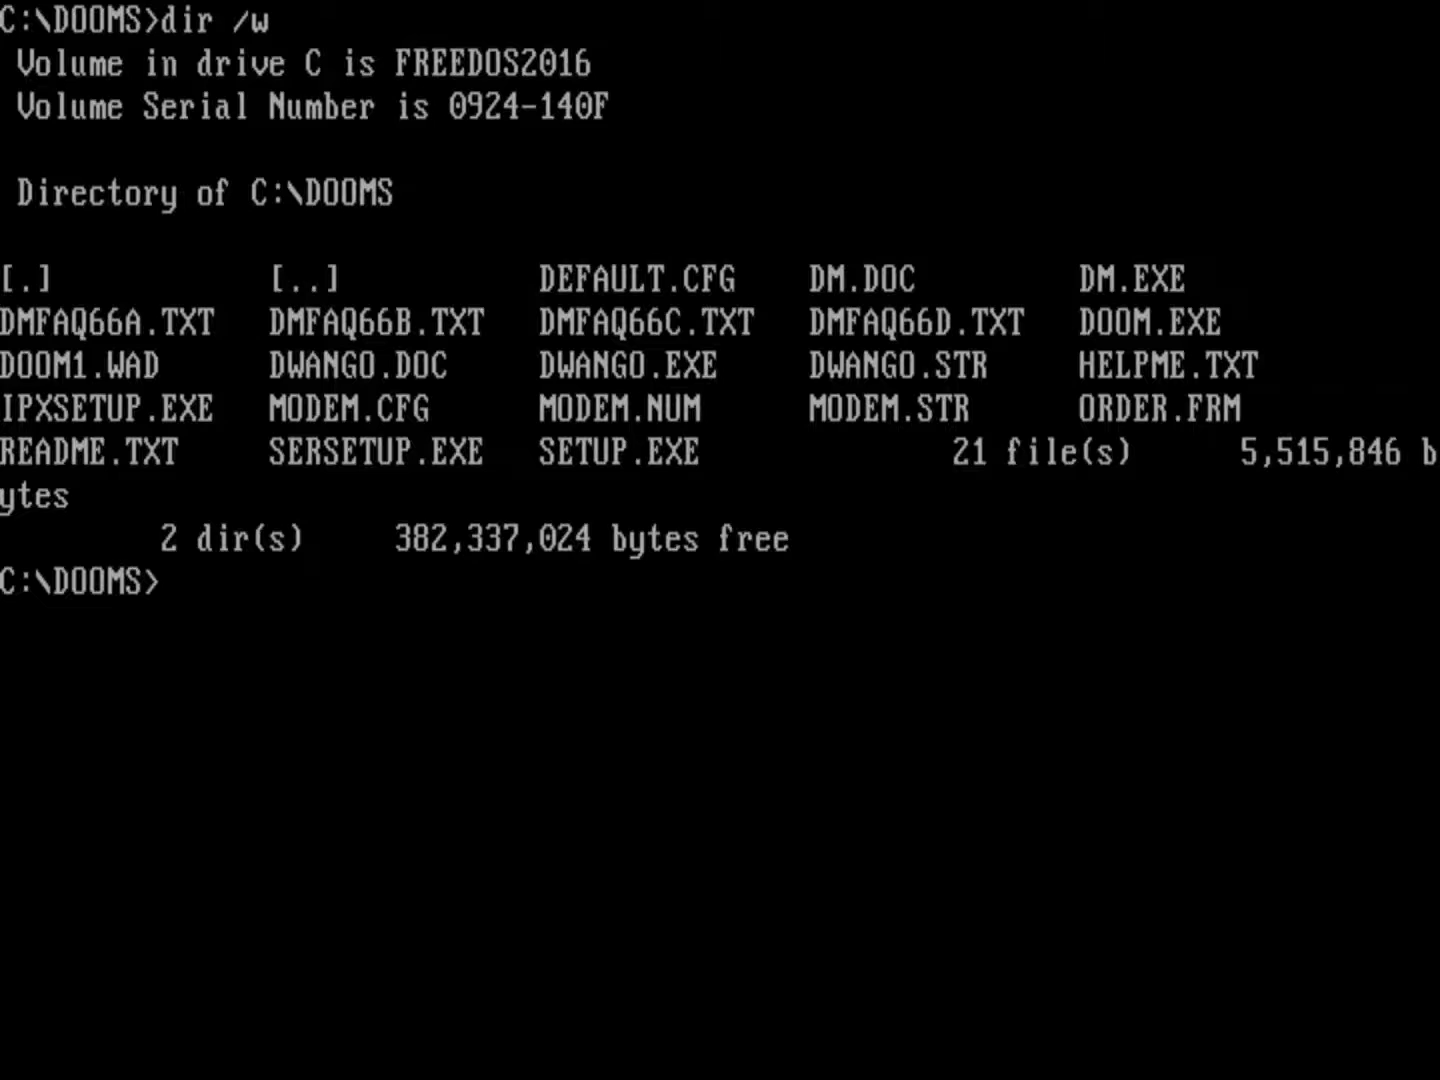 C:\DOOMS>dir /w
Volume in drive C is FREEDOS2016
Volume Serial Number is 0924-140F
Directory of C:\DOOMS
[.] [..] DEFAULT.CFG DM.DOC DM.EXE
DMFAQ66A.TXT DMFAQ66B.TXT DMFAQ66C.TXT DMFAQ66D.TXT DOOM.EXE
DOOM1.WAD DWANGO.DOC DWANGO.EXE DWANGO.STR HELPME.TXT
IPXSETUP.EXE MODEM.CFG MODEM.NUM MODEM.STR ORDER.FRM
README.TXT SERSETUP.EXE SETUP.EXE 21 file(s) 5,515,846 b
ytes
2 dir(s) 382,337,024 bytes free
C:\DOOMS>